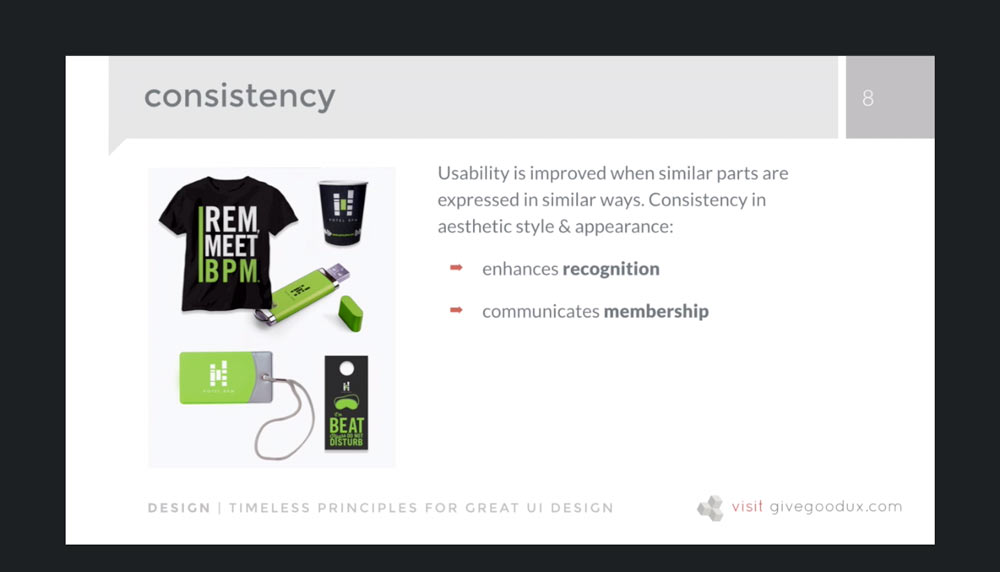 consistency
8
Usability is improved when similar parts are
expressed in similar ways. Consistency in
aesthetic style & appearance:
➡ enhances recognition
➡ communicates membership
REM,
MEET
BPM.
HOTEL BPM
HOTEL BPM
I'm
BEAT
DO NOT
DISTURB
DESIGN | TIMELESS PRINCIPLES FOR GREAT UI DESIGN
visit givegoodux.com